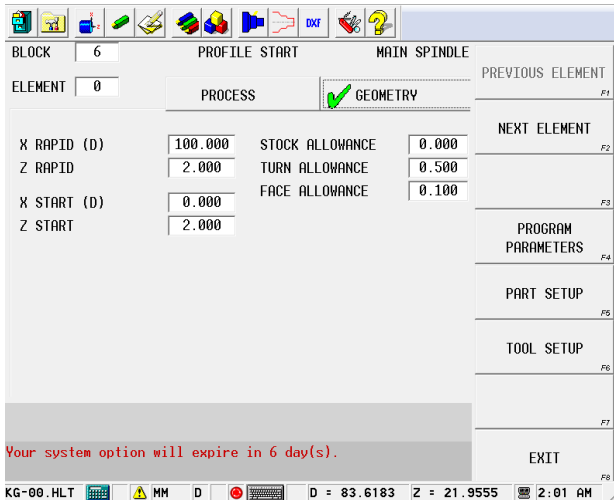 DXF
BLOCK 6 PROFILE START MAIN SPINDLE
PREVIOUS ELEMENT
F1
ELEMENT 0
PROCESS GEOMETRY
NEXT ELEMENT
F2
X RAPID (D) 100.000 STOCK ALLOWANCE 0.000
Z RAPID 2.000 TURN ALLOWANCE 0.500
FACE ALLOWANCE 0.100
X START (D) 0.000
Z START 2.000
F3
PROGRAM
PARAMETERS
F4
PART SETUP
F5
TOOL SETUP
F6
F7
Your system option will expire in 6 day(s).
EXIT
F8
KG-00.HLT MM D D = 83.6183 Z = 21.9555 2:01 AM